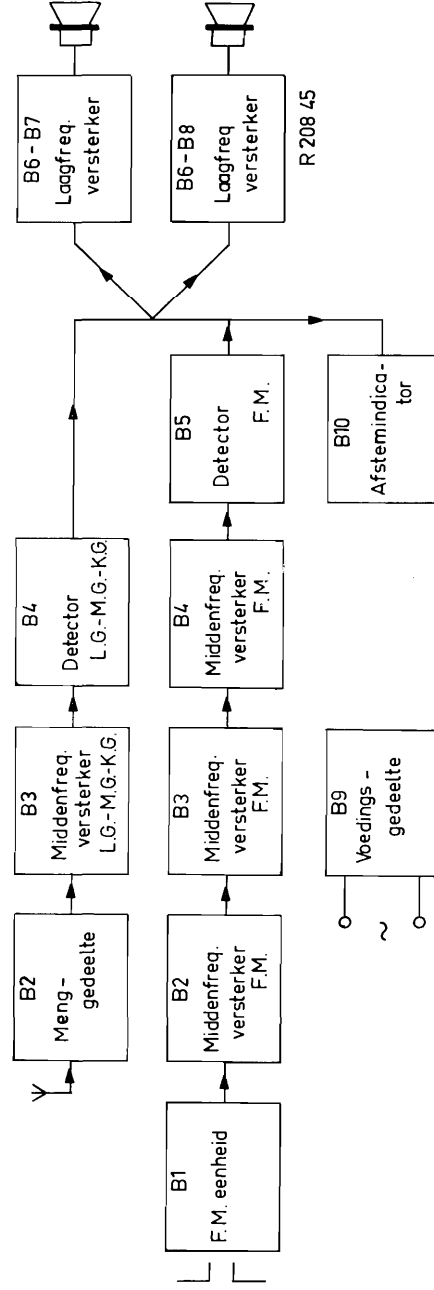 B2
Meng-
gedeelte
B3
Middenfreq.
versterker
L.G.-M.G.-K.G.
B4
Detector
L.G.-M.G.-K.G.
B6-B7
Laagfreq.
versterker
B1
F.M. eenheid
B2
Middenfreq.
versterker
F.M.
B3
Middenfreq.
versterker
F.M.
B4
Middenfreq.
versterker
F.M.
B5
Detector
F.M.
B6-B8
Laagfreq
versterker
R 208 45
B9
Voedings-
gedeelte
~
B10
Afstemindica-
tor